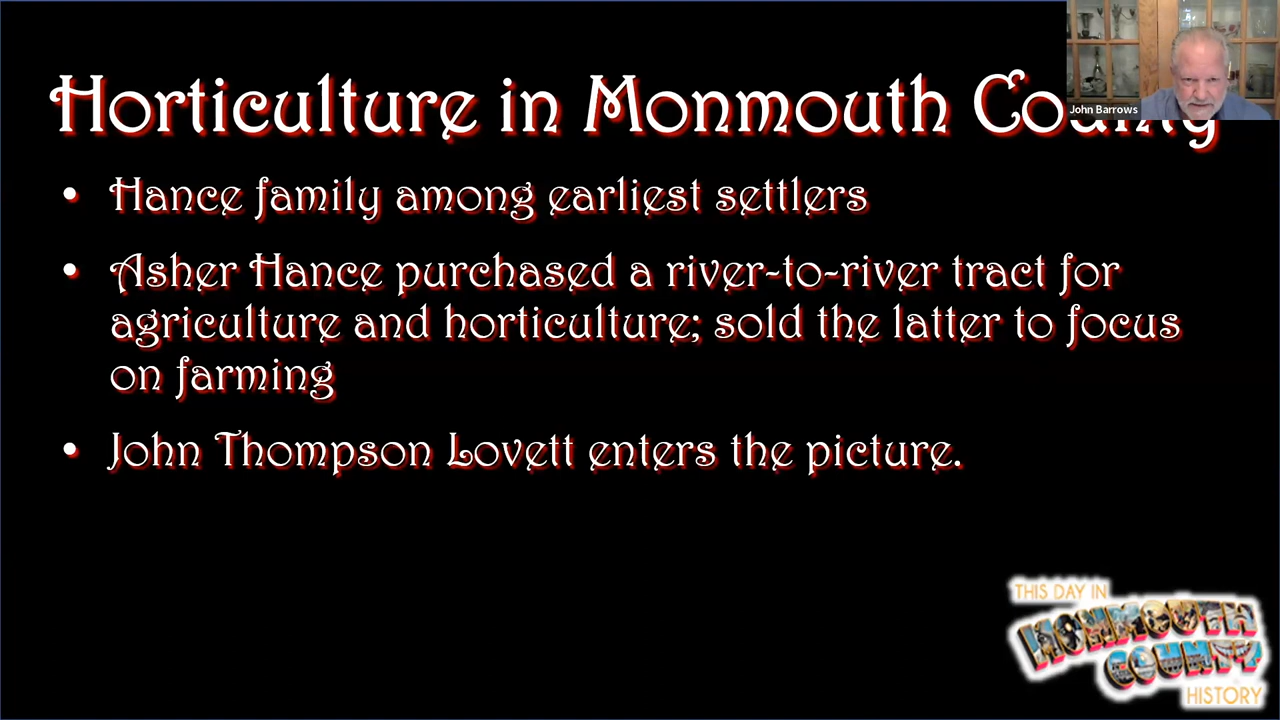 Horticulture in Monmouth County
John Barrows
• Hance family among earliest settlers
• Asher Hance purchased a river-to-river tract for
agriculture and horticulture; sold the latter to focus
on farming
• John Thompson Lovett enters the picture.
THIS DAY IN
MONMOUTH
COUNTY
HISTORY